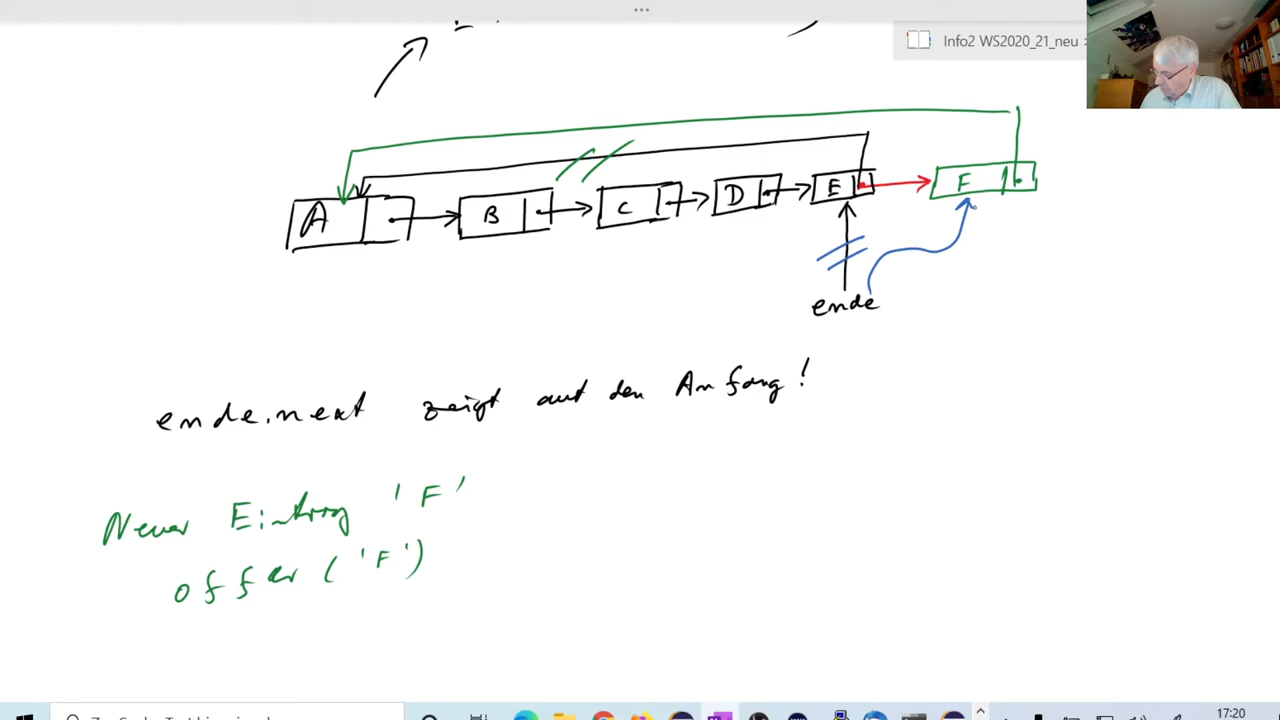 Info2 WS2020_21_neu
A B C D E F
ende
ende.next zeigt auf den Anfang!
Neuer Eintrag 'F'
offer('F')
17:20